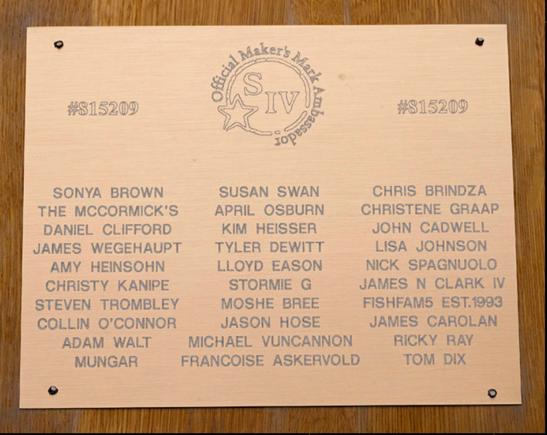 Official Maker's Mark Ambassador
S IV
#815209
#815209
SONYA BROWN
THE MCCORMICK'S
DANIEL CLIFFORD
JAMES WEGEHAUPT
AMY HEINSOHN
CHRISTY KANIPE
STEVEN TROMBLEY
COLLIN O'CONNOR
ADAM WALT
MUNGAR
SUSAN SWAN
APRIL OSBURN
KIM HEISSER
TYLER DEWITT
LLOYD EASON
STORMIE G
MOSHE BREE
JASON HOSE
MICHAEL VUNCANNON
FRANCOISE ASKERVOLD
CHRIS BRINDZA
CHRISTENE GRAAP
JOHN CADWELL
LISA JOHNSON
NICK SPAGNUOLO
JAMES N CLARK IV
FISHFAM5 EST.1993
JAMES CAROLAN
RICKY RAY
TOM DIX